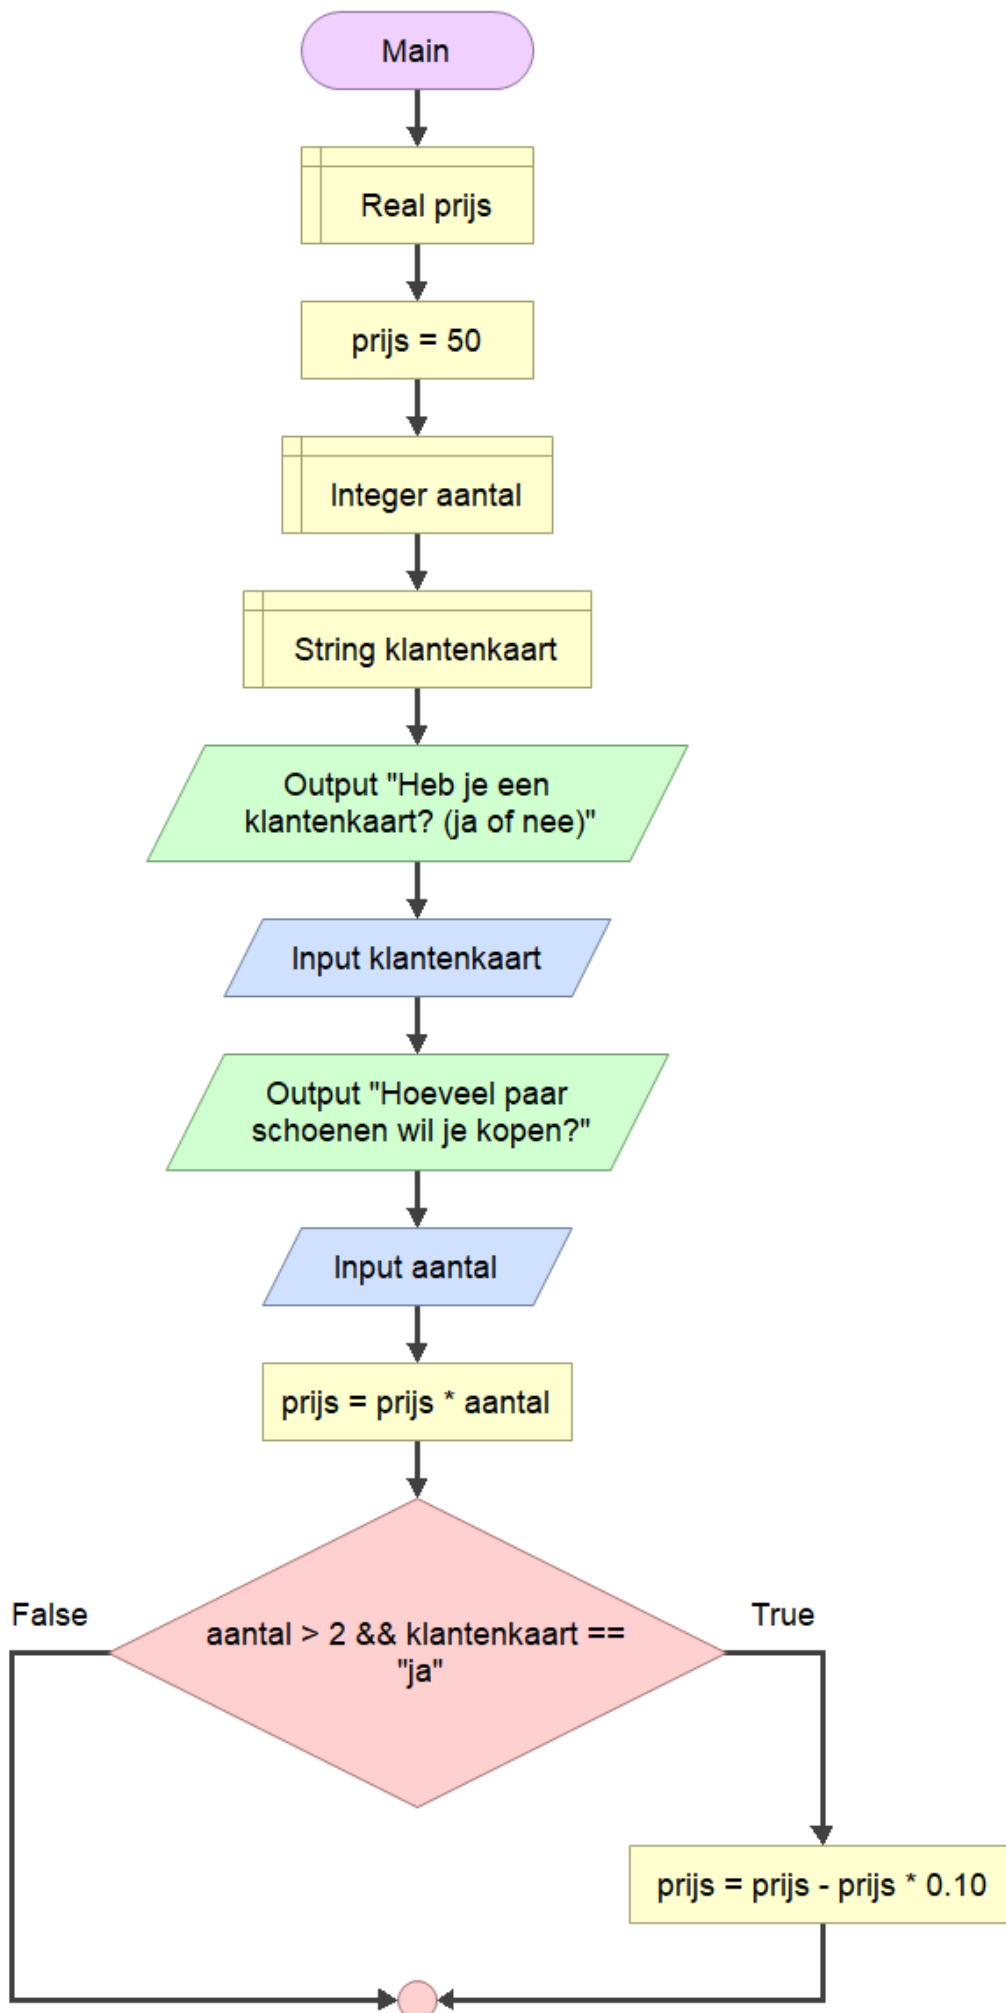 Main
Real prijs
prijs = 50
Integer aantal
String klantenkaart
Output "Heb je een
klantenkaart? (ja of nee)"
Input klantenkaart
Output "Hoeveel paar
schoenen wil je kopen?"
Input aantal
prijs = prijs * aantal
False
True
aantal > 2 && klantenkaart ==
"ja"
prijs = prijs - prijs * 0.10